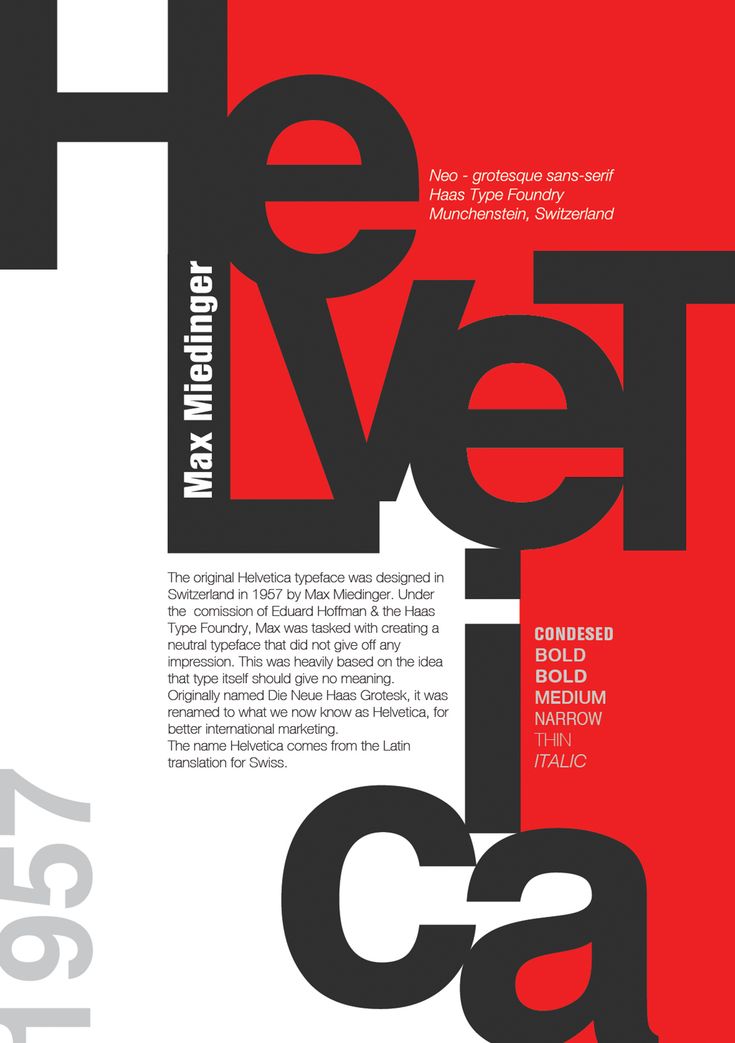 HeLVeT
i
ca
Neo - grotesque sans-serif
Haas Type Foundry
Munchenstein, Switzerland
Max Miedinger
The original Helvetica typeface was designed in
Switzerland in 1957 by Max Miedinger. Under
the  comission of Eduard Hoffman & the Haas
Type Foundry, Max was tasked with creating a
neutral typeface that did not give off any
impression. This was heavily based on the idea
that type itself should give no meaning.
Originally named Die Neue Haas Grotesk, it was
renamed to what we now know as Helvetica, for
better international marketing.
The name Helvetica comes from the Latin
translation for Swiss.
CONDESED
BOLD
BOLD
MEDIUM
NARROW
THIN
ITALIC
1957